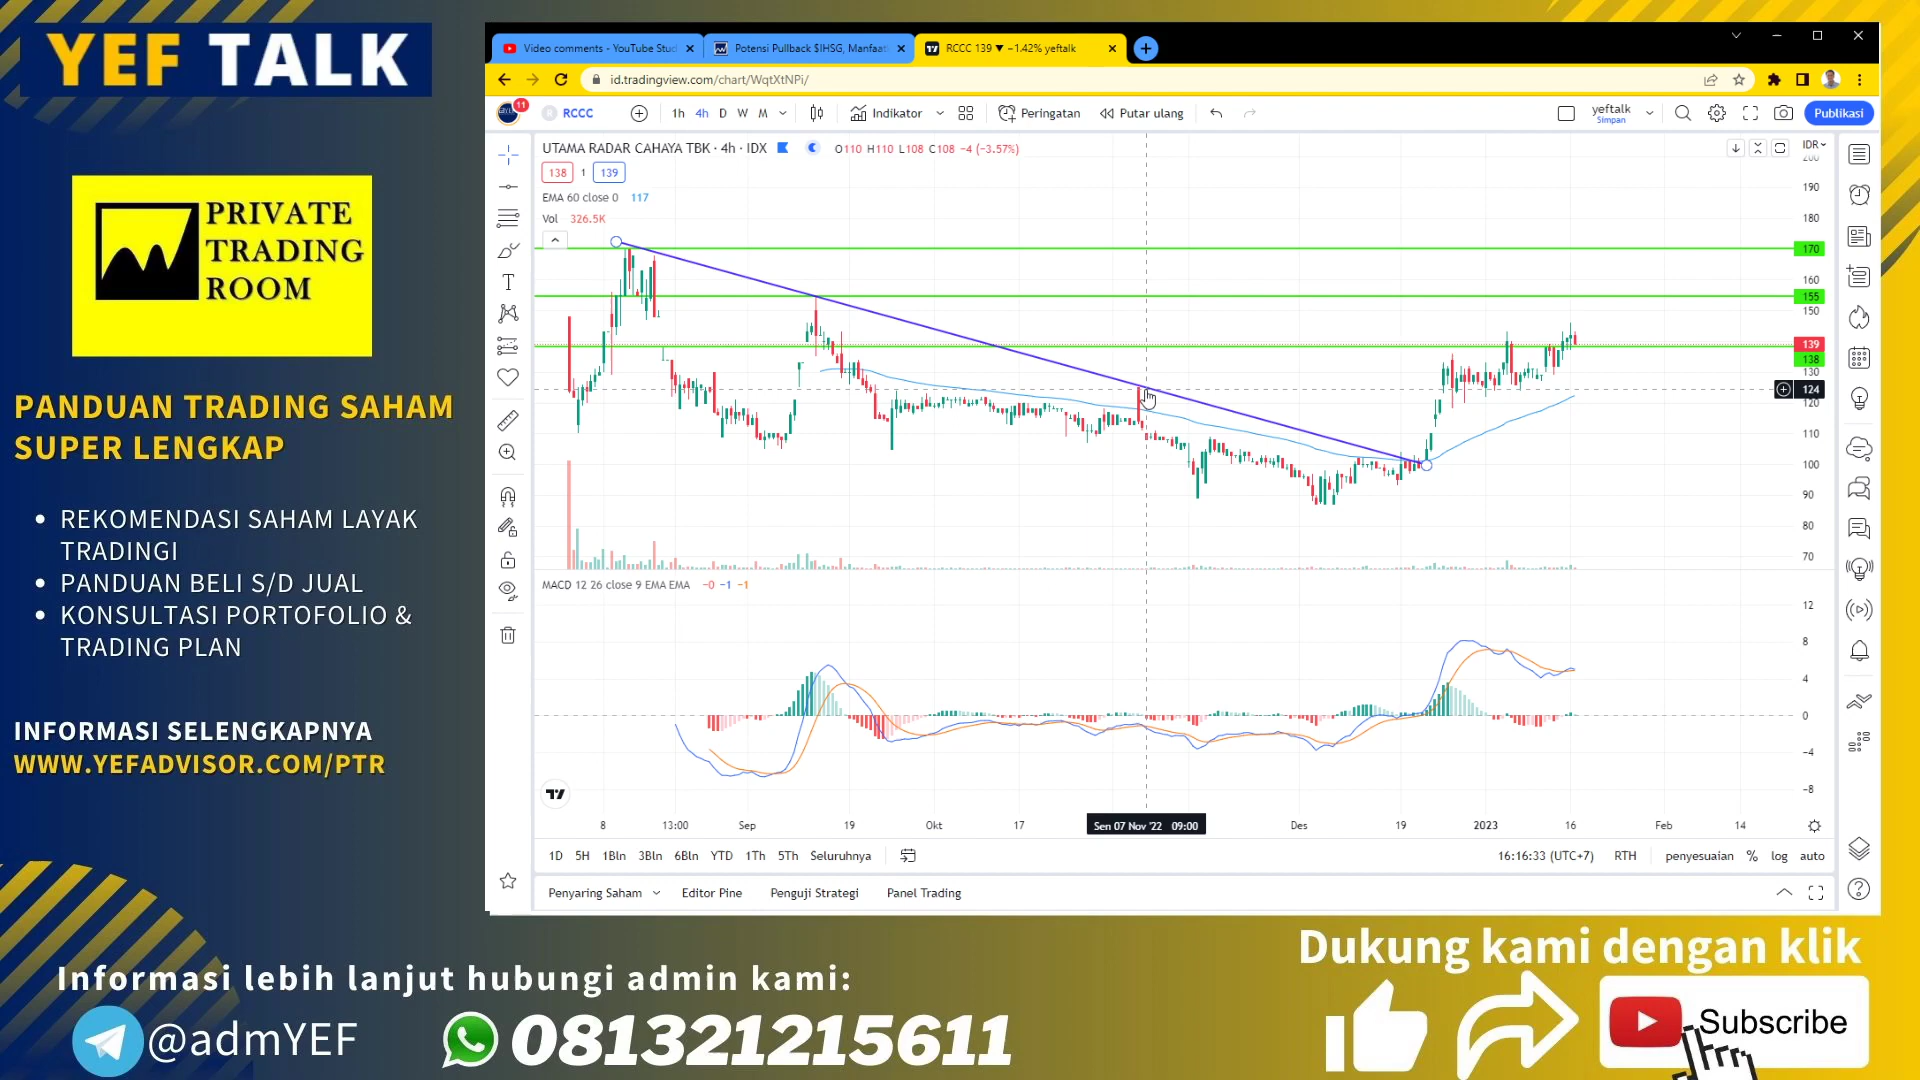 YEF TALK
PRIVATE
TRADING
ROOM
PANDUAN TRADING SAHAM
SUPER LENGKAP
• REKOMENDASI SAHAM LAYAK
TRADINGI
• PANDUAN BELI S/D JUAL
• KONSULTASI PORTOFOLIO &
TRADING PLAN
INFORMASI SELENGKAPNYA
WWW.YEFADVISOR.COM/PTR
Video comments - YouTube Stud
Potensi Pullback $IHSG, Manfaat
RCCC 139 ▼ −1.42% yeftalk
id.tradingview.com/chart/WqtXtNPi/
11
RCCC
1h 4h D W M
Indikator
Peringatan
Putar ulang
yeftalk
Simpan
Publikasi
UTAMA RADAR CAHAYA TBK · 4h · IDX
O110 H110 L108 C108 −4 (−3.57%)
IDR
138 1 139
EMA 60 close 0 117
Vol 326.5K
200
190
180
170
160
155
150
139
138
130
124
120
110
100
90
80
70
MACD 12 26 close 9 EMA EMA −0 −1 −1
12
8
4
0
−4
−8
8 13:00 Sep 19 Okt 17 Sen 07 Nov '22 09:00 Des 19 2023 16 Feb 14
1D 5H 1Bln 3Bln 6Bln YTD 1Th 5Th Seluruhnya
16:16:33 (UTC+7) RTH penyesuaian % log auto
Penyaring Saham Editor Pine Penguji Strategi Panel Trading
Informasi lebih lanjut hubungi admin kami:
@admYEF
081321215611
Dukung kami dengan klik
Subscribe